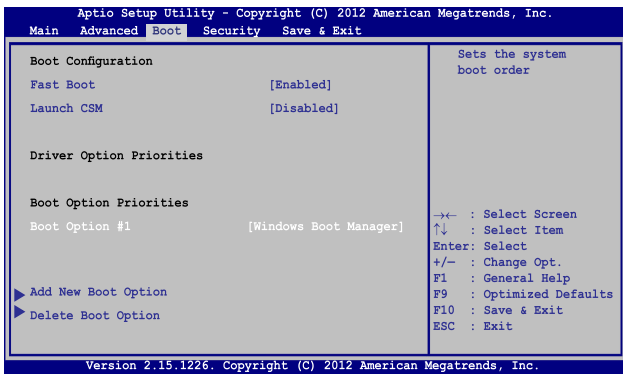 Aptio Setup Utility - Copyright (C) 2012 American Megatrends, Inc.
Main Advanced Boot Security Save & Exit
Boot Configuration
Fast Boot [Enabled]
Launch CSM [Disabled]
Driver Option Priorities
Boot Option Priorities
Boot Option #1 [Windows Boot Manager]
Add New Boot Option
Delete Boot Option
Sets the system
boot order
→← : Select Screen
↑↓ : Select Item
Enter: Select
+/— : Change Opt.
F1 : General Help
F9 : Optimized Defaults
F10 : Save & Exit
ESC : Exit
Version 2.15.1226. Copyright (C) 2012 American Megatrends, Inc.